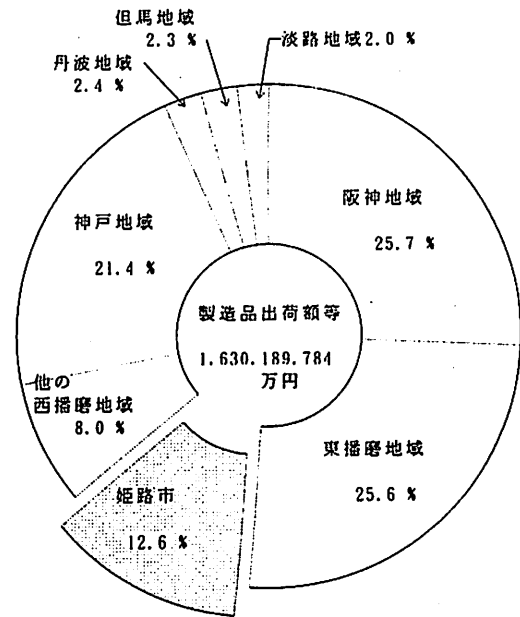 但馬地域
2.3 %
淡路地域2.0 %
丹波地域
2.4 %
阪神地域
25.7 %
神戸地域
21.4 %
製造品出荷額等
1.630.189.784
万円
他の
西播磨地域
8.0 %
東播磨地域
25.6 %
姫路市
12.6 %